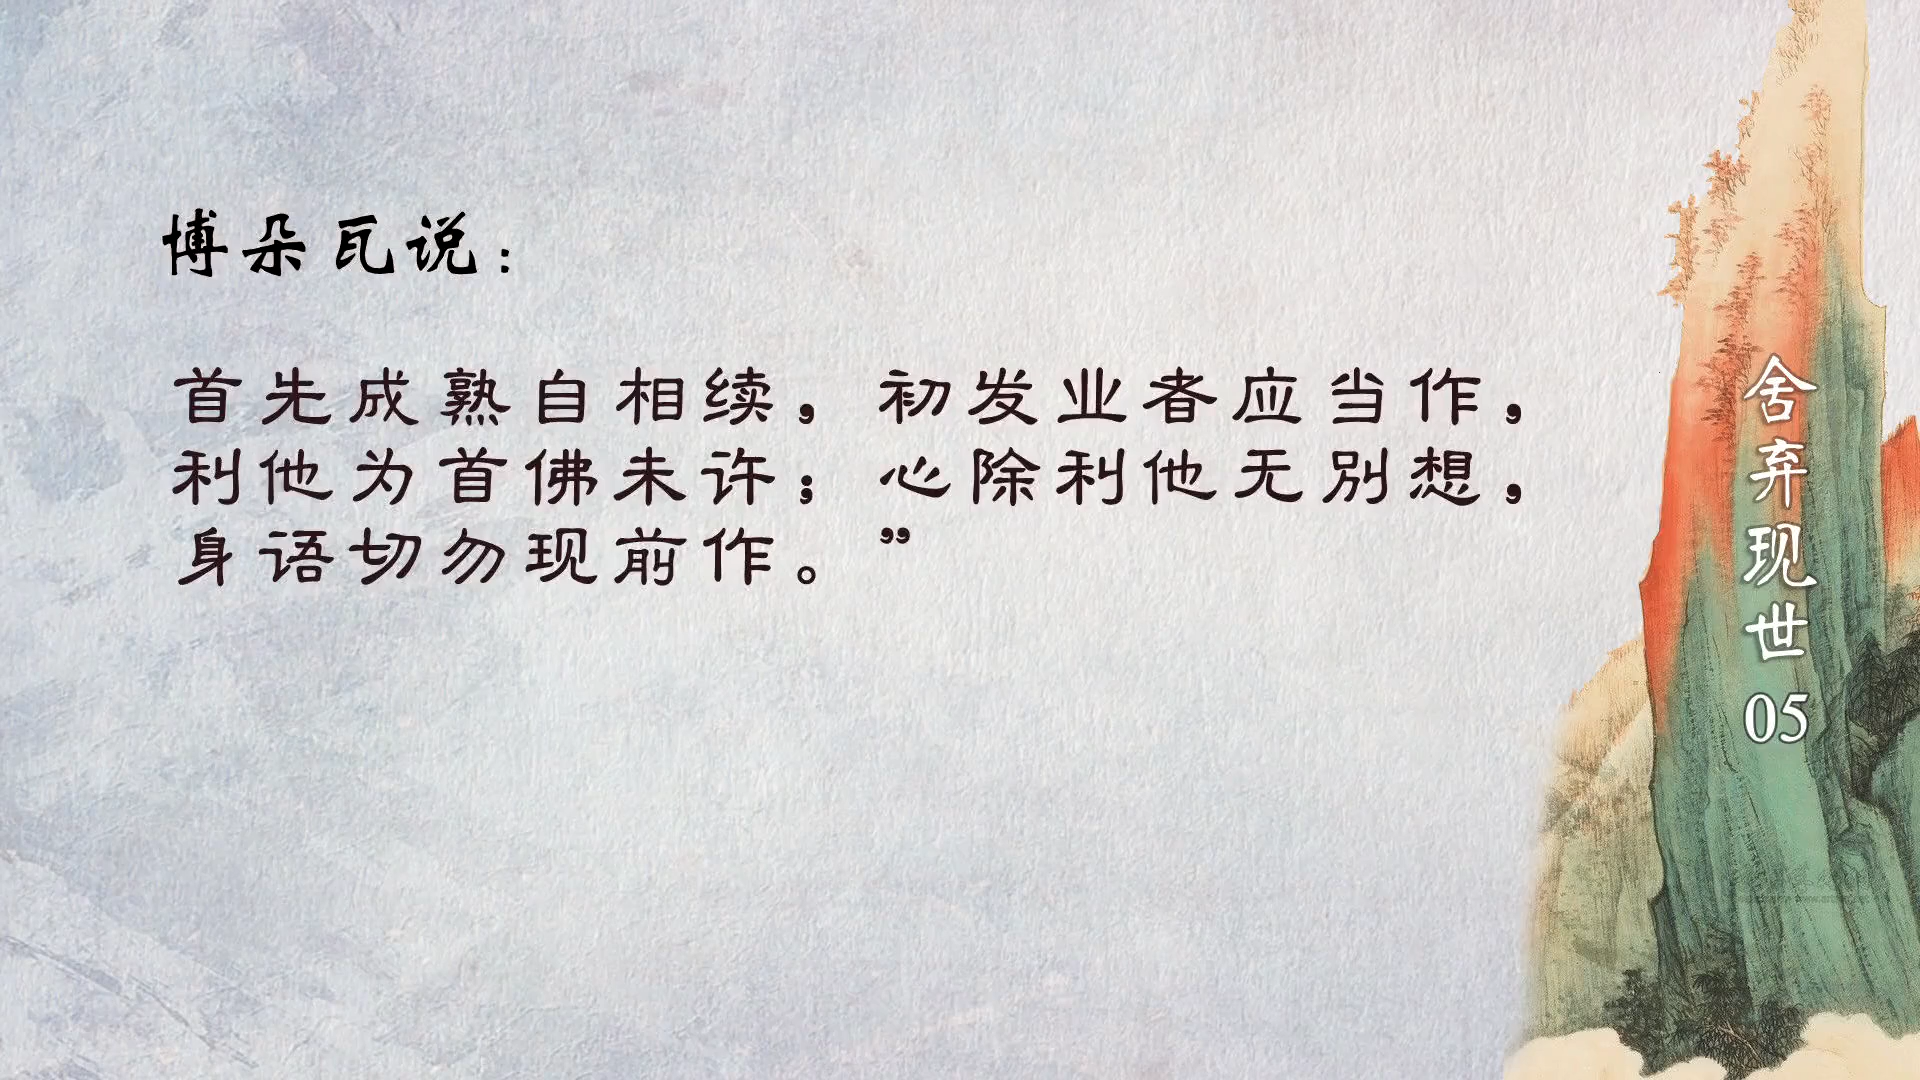 博朵瓦说：
首先成熟自相续，初发业者应当作，
利他为首佛未许；心除利他无别想，
身语切勿现前作。”
舍弃现世 05